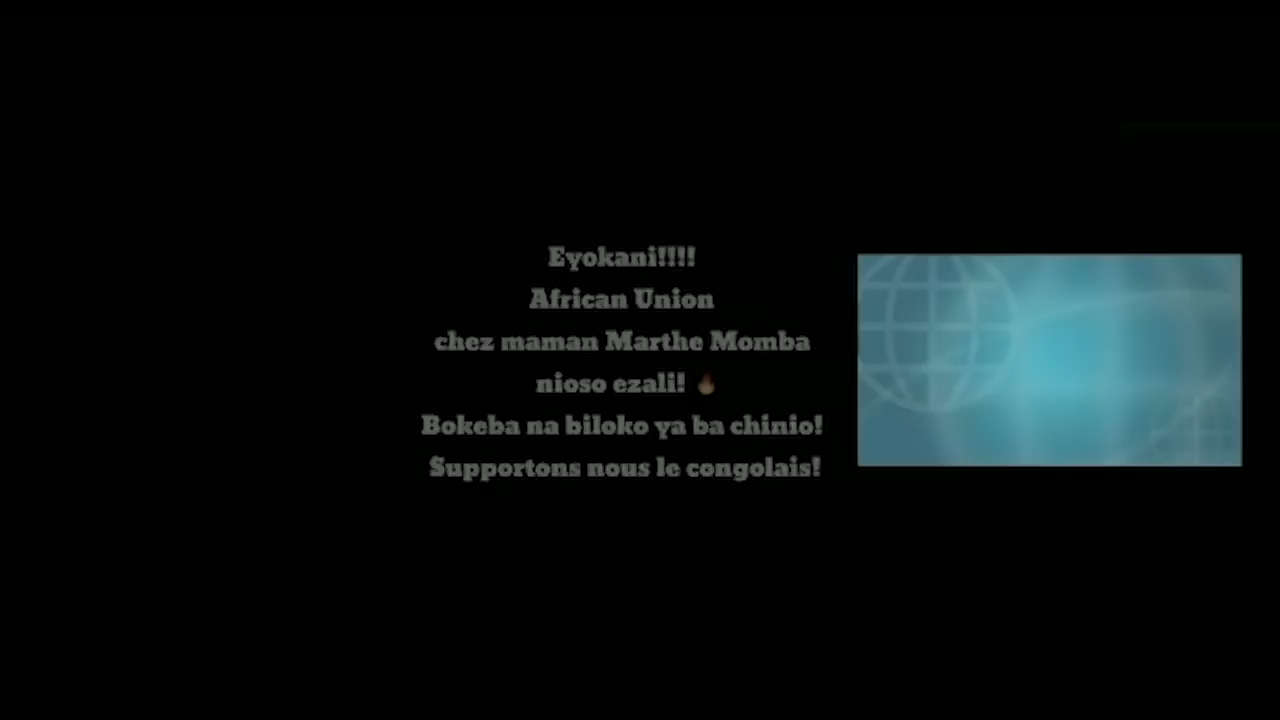 Eyokani!!!!
African Union
chez maman Marthe Momba
nioso ezali! 🔥
Bokeba na biloko ya ba chinio!
Supportons nous le congolais!